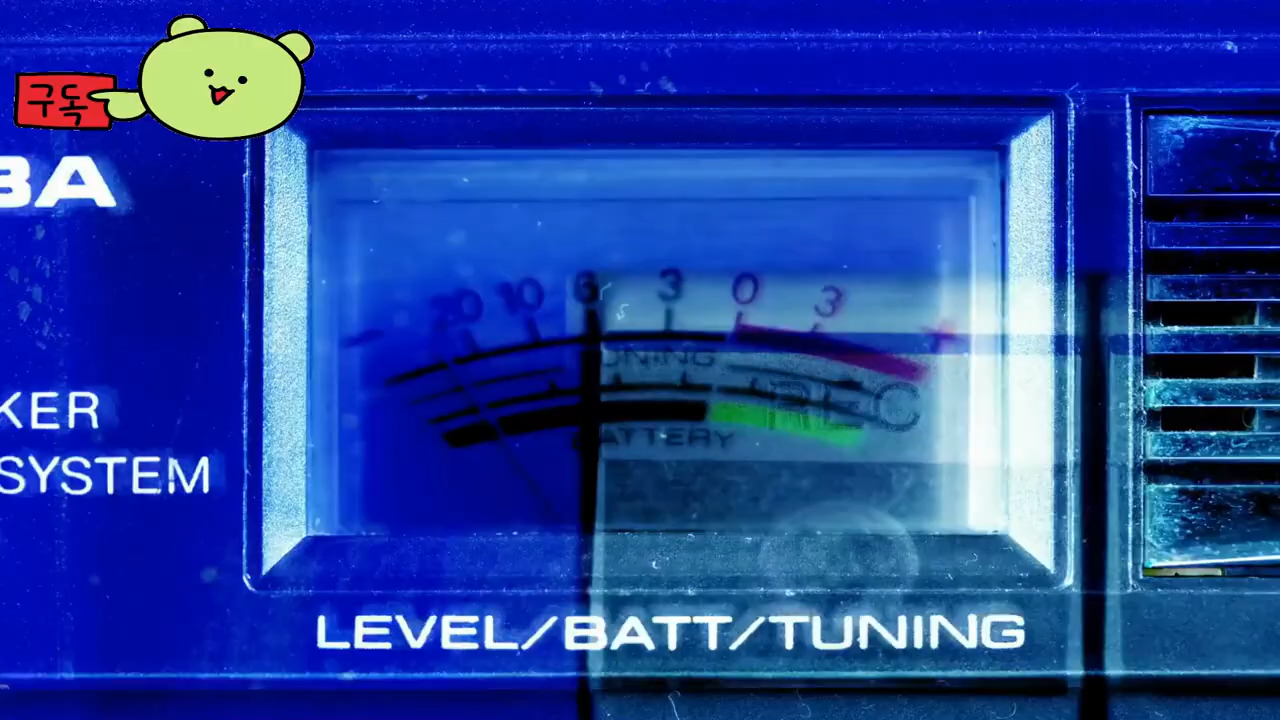 구독
BA
KER
SYSTEM
20 10 6 3 0 3
- +
TUNING
REC
BATTERY
LEVEL/BATT/TUNING